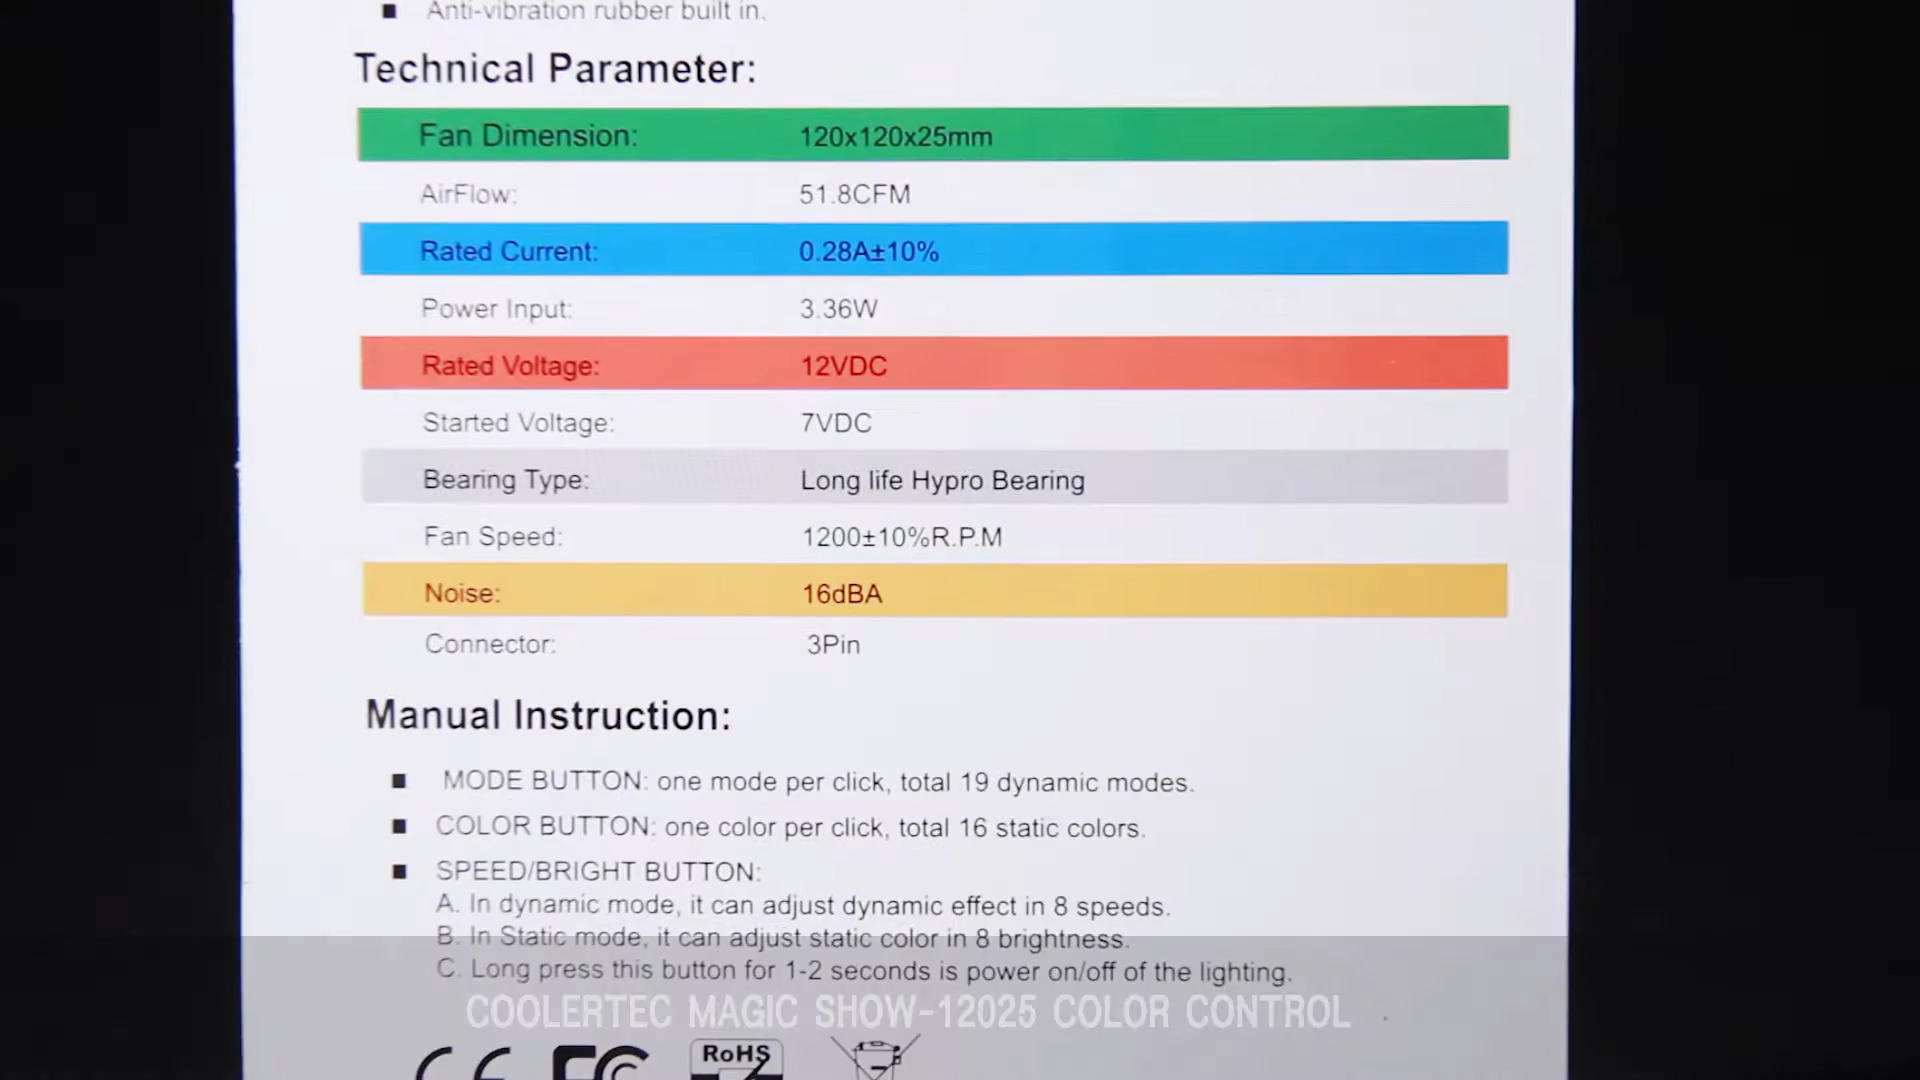 Anti-vibration rubber built in.
Technical Parameter:
Fan Dimension: 120x120x25mm
AirFlow: 51.8CFM
Rated Current: 0.28A±10%
Power Input: 3.36W
Rated Voltage: 12VDC
Started Voltage: 7VDC
Bearing Type: Long life Hypro Bearing
Fan Speed: 1200±10%R.P.M
Noise: 16dBA
Connector: 3Pin
Manual Instruction:
MODE BUTTON: one mode per click, total 19 dynamic modes.
COLOR BUTTON: one color per click, total 16 static colors.
SPEED/BRIGHT BUTTON:
A. In dynamic mode, it can adjust dynamic effect in 8 speeds.
B. In Static mode, it can adjust static color in 8 brightness.
C. Long press this button for 1-2 seconds is power on/off of the lighting.
COOLERTEC MAGIC SHOW-12025 COLOR CONTROL
CE FC RoHS